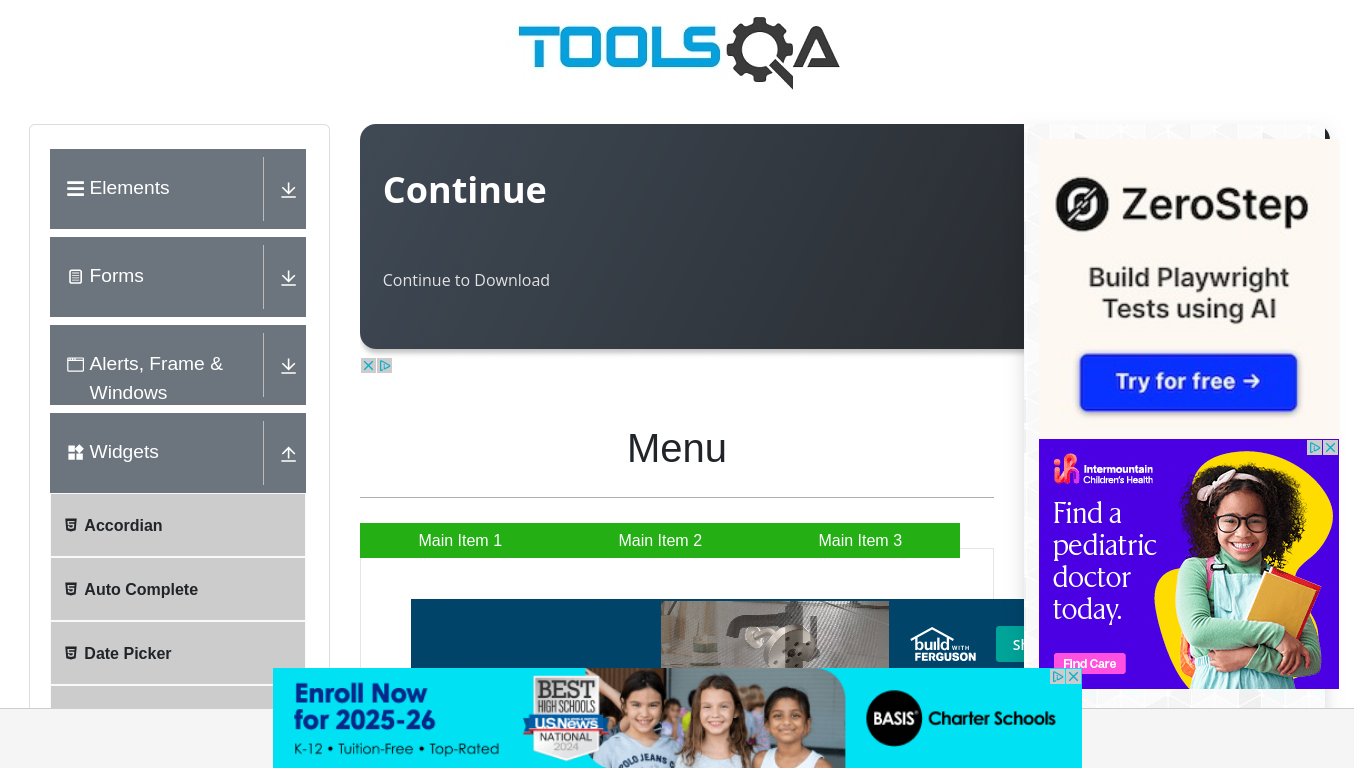 TOOLSQA
Elements
Forms
Alerts, Frame &
Windows
Widgets
Accordian
Auto Complete
Date Picker
Continue
Continue to Download
Menu
Main Item 1
Main Item 2
Main Item 3
build WITH
FERGUSON
ZeroStep
Build Playwright
Tests using AI
Try for free →
Intermountain
Children's Health
Find a
pediatric
doctor
today.
Find Care
Enroll Now
for 2025-26
K-12 • Tuition-Free • Top-Rated
BEST
HIGH SCHOOLS
U.S.News
NATIONAL
2024
BASIS® Charter Schools